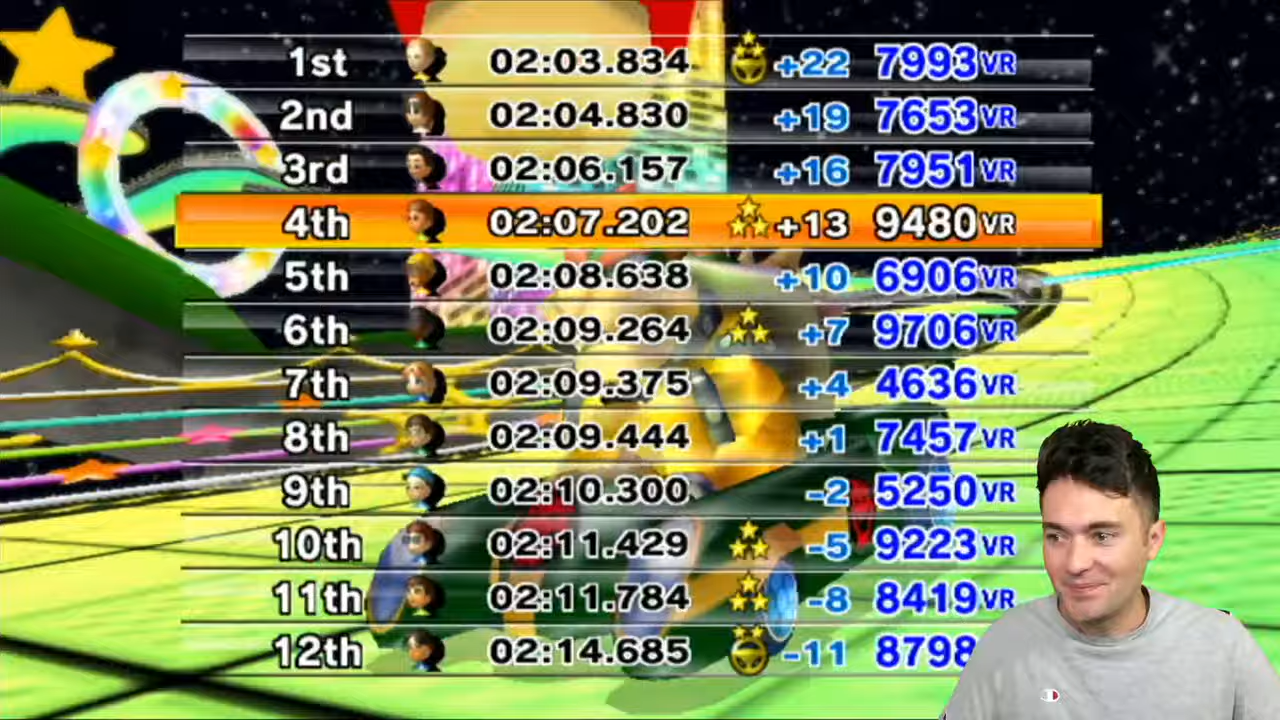 1st 02:03.834 +22 7993VR
2nd 02:04.830 +19 7653VR
3rd 02:06.157 +16 7951VR
4th 02:07.202 +13 9480VR
5th 02:08.638 +10 6906VR
6th 02:09.264 +7 9706VR
7th 02:09.375 +4 4636VR
8th 02:09.444 +1 7457VR
9th 02:10.300 -2 5250VR
10th 02:11.429 -5 9223VR
11th 02:11.784 -8 8419VR
12th 02:14.685 -11 8798